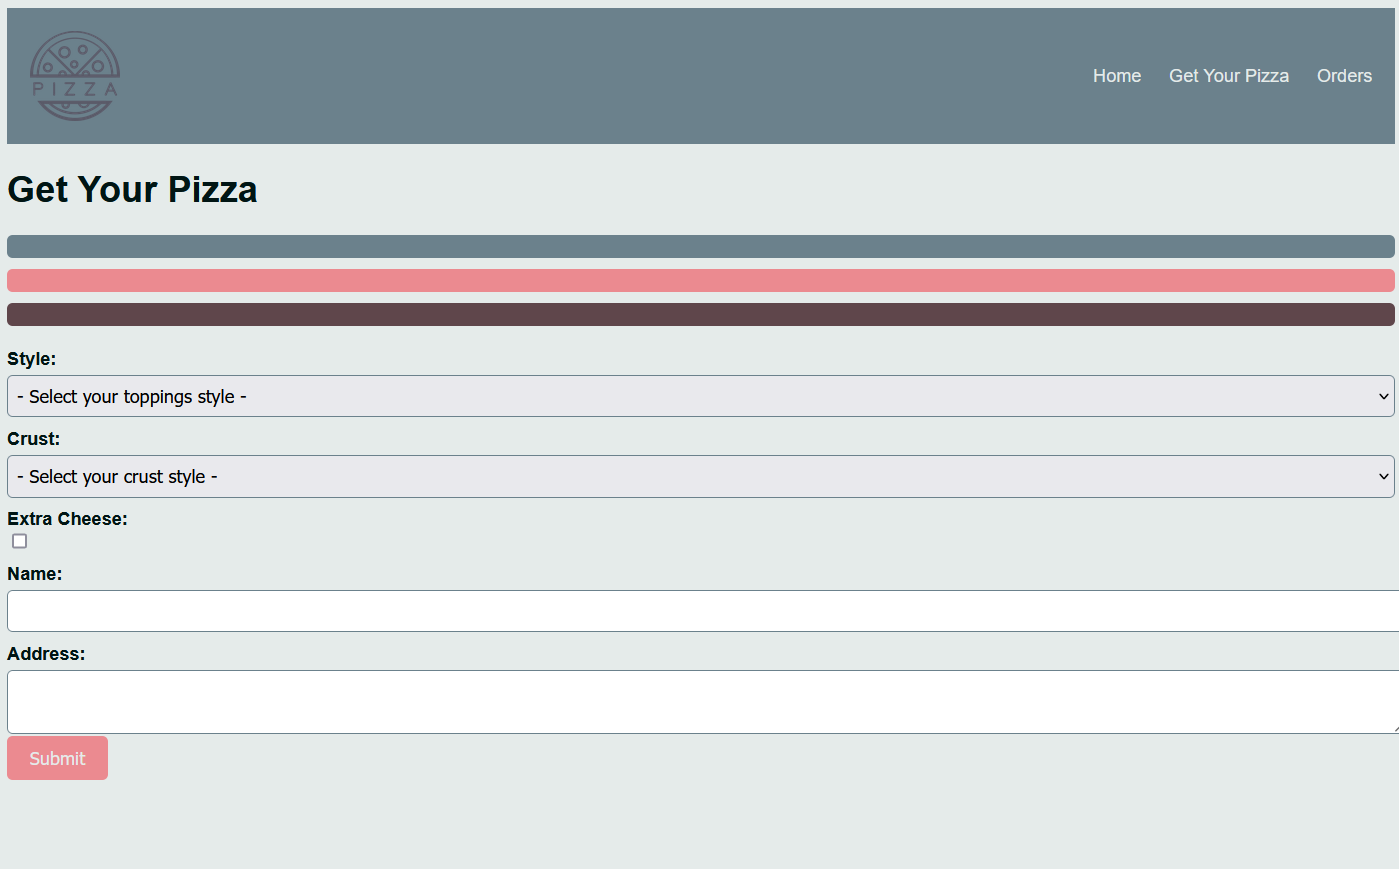 PIZZA
Home
Get Your Pizza
Orders
Get Your Pizza
Style:
- Select your toppings style -
Crust:
- Select your crust style -
Extra Cheese:
Name:
Address:
Submit